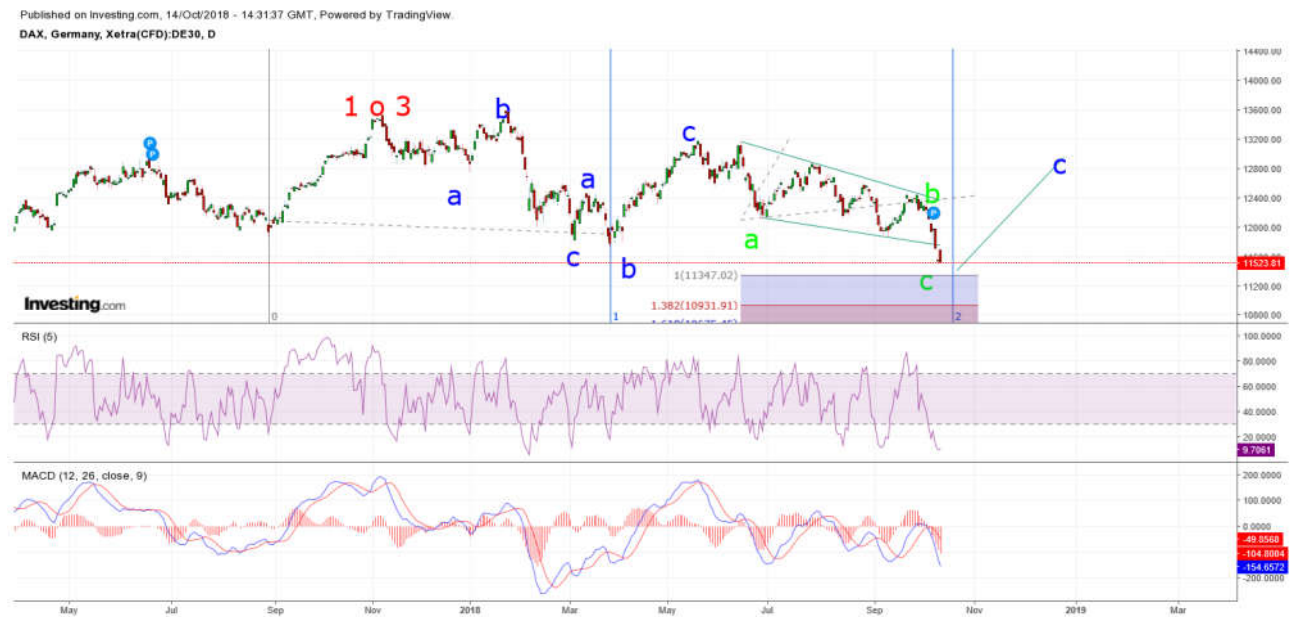 Published on Investing.com, 14/Oct/2018 - 14:31:37 GMT, Powered by TradingView.
DAX, Germany, Xetra(CFD):DE30, D
14400.00
14000.00
1 o 3
b
13600.00
c
13200.00
P
P
12800.00
c
a
a
b
12400.00
P
12000.00
a
c
b
11523.81
c
1(11347.02)
11200.00
Investing.com
1.382(10931.91)
0
1
2
10800.00
RSI (5)
100.0000
80.0000
60.0000
40.0000
20.0000
9.7061
MACD (12, 26, close, 9)
200.0000
100.0000
0.0000
-49.8568
-104.8004
-154.6572
-200.0000
May Jul Sep Nov 2018 Mar May Jul Sep Nov 2019 Mar